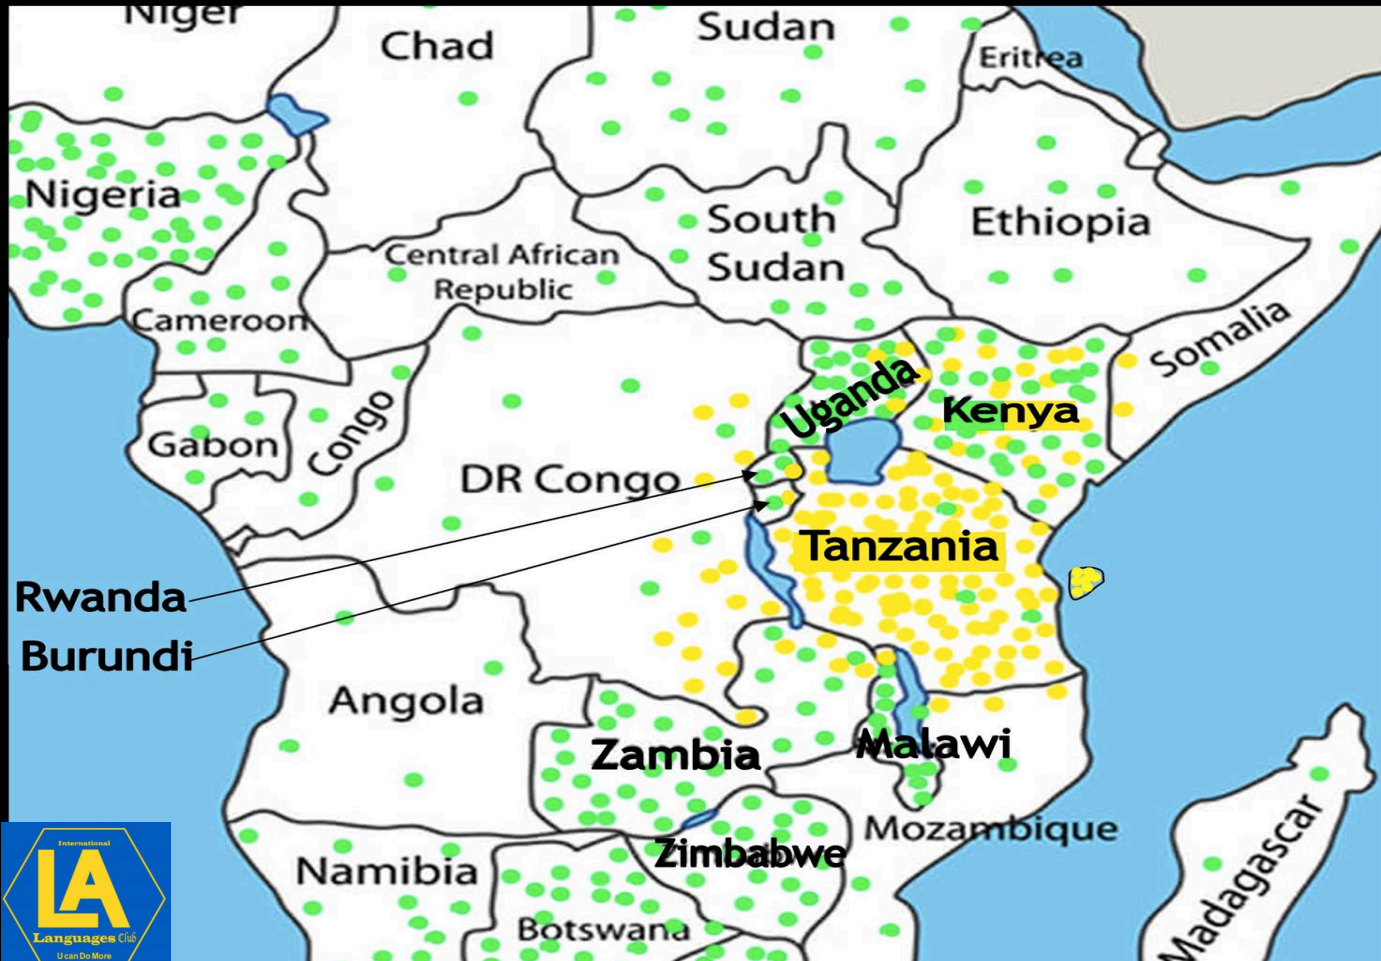 Niger
Chad
Sudan
Eritrea
Nigeria
South
Sudan
Ethiopia
Central African
Republic
Cameroon
Somalia
Uganda
Kenya
Gabon
Congo
DR Congo
Tanzania
Rwanda
Burundi
Angola
Zambia
Malawi
Mozambique
Zimbabwe
Namibia
Botswana
Madagascar
International
LA
Languages Club
U can Do More